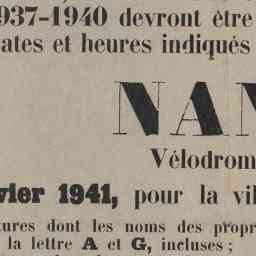 937-1940 devront être
ates et heures indiqués
NAN
Vélodrom
vier 1941, pour la vil
tures dont les noms des propr
la lettre A et G, incluses ;